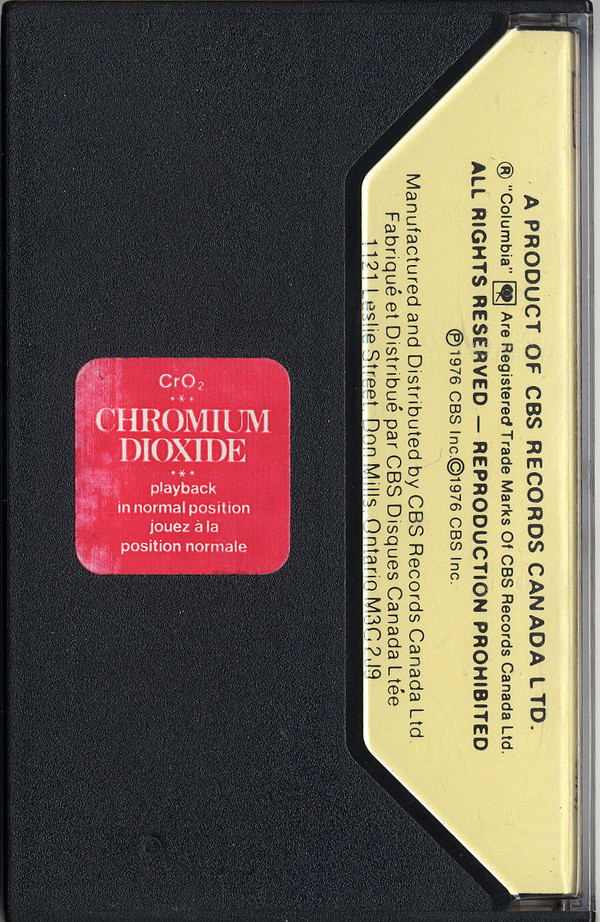 CrO₂
CHROMIUM
DIOXIDE
playback
in normal position
jouez à la
position normale
A PRODUCT OF CBS RECORDS CANADA LTD.
® "Columbia" Are Registered Trade Marks Of CBS Records Canada Ltd.
ALL RIGHTS RESERVED — REPRODUCTION PROHIBITED
℗1976 CBS Inc.©1976 CBS Inc.
Manufactured and Distributed by CBS Records Canada Ltd.
Fabriqué et Distribué par CBS Disques Canada Ltée
1121 Leslie Street, Don Mills, Ontario M3C 2J9